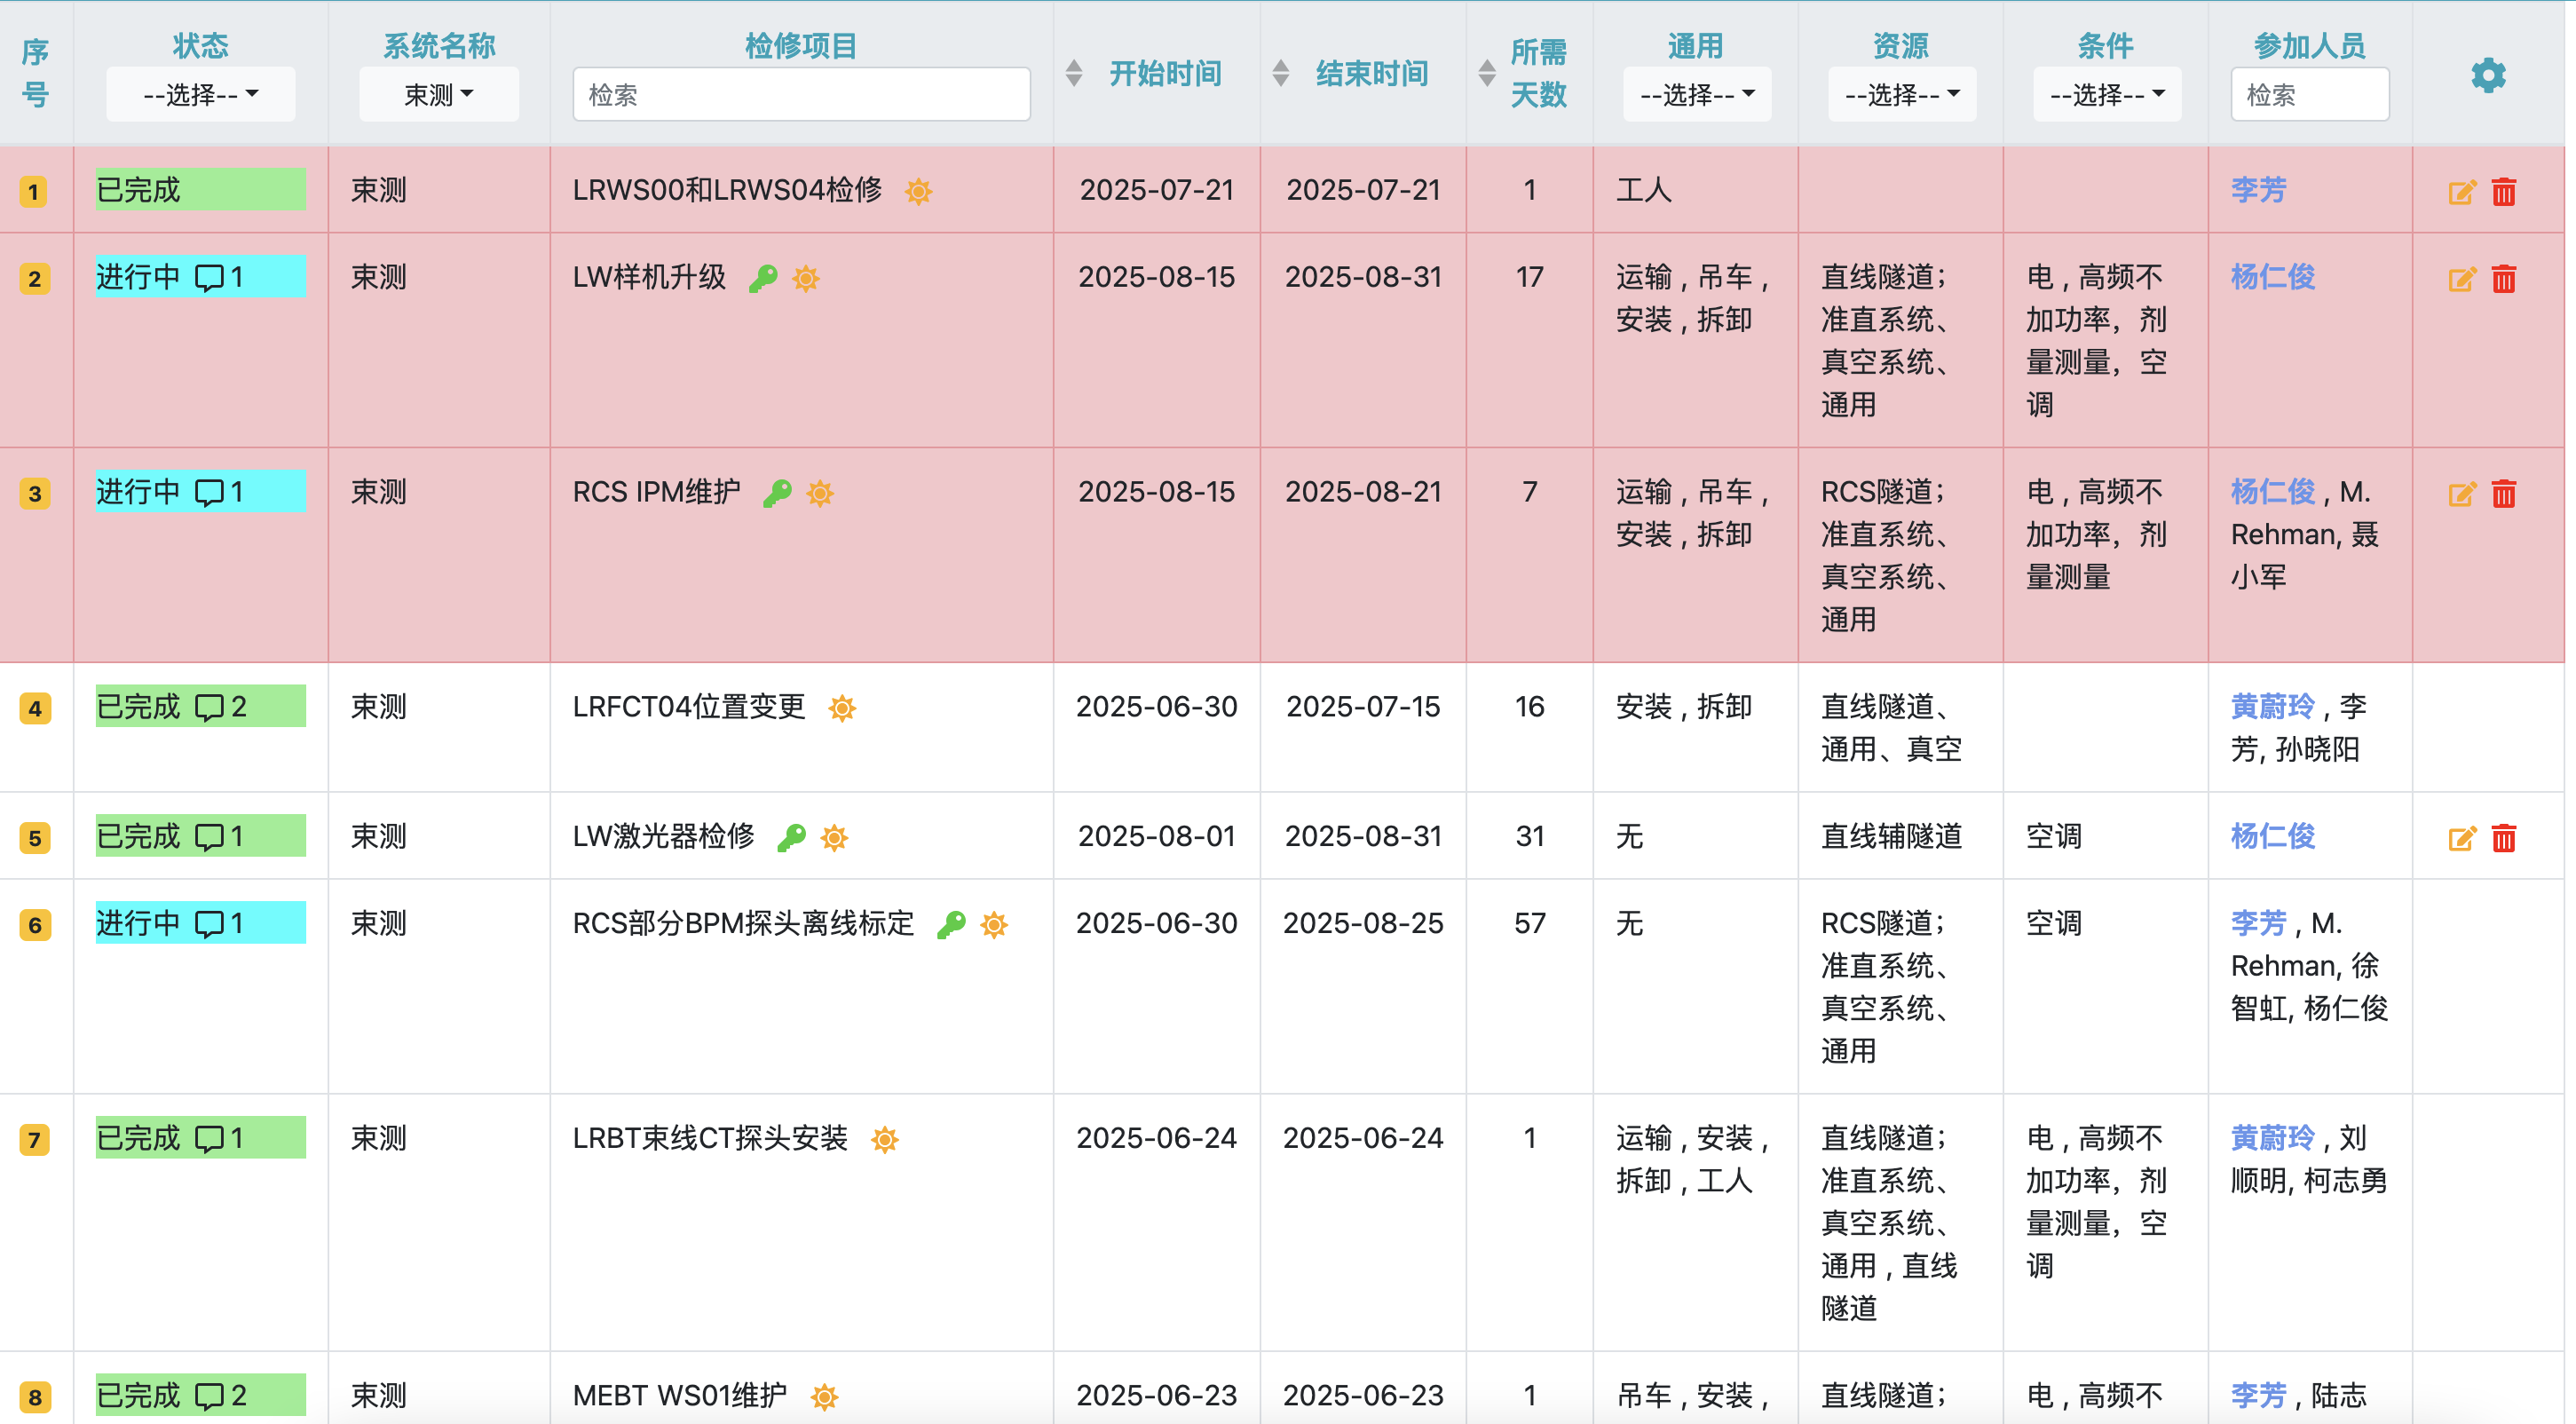 序号 状态 系统名称 检修项目 开始时间 结束时间 所需天数 通用 资源 条件 参加人员
--选择-- 束测 检索 --选择-- --选择-- --选择-- 检索
1 已完成 束测 LRWS00和LRWS04检修 2025-07-21 2025-07-21 1 工人 李芳
2 进行中 1 束测 LW样机升级 2025-08-15 2025-08-31 17 运输 , 吊车 , 直线隧道； 电 , 高频不 杨仁俊
安装 , 拆卸 准直系统、 加功率，剂
真空系统、 量测量，空
通用 调
3 进行中 1 束测 RCS IPM维护 2025-08-15 2025-08-21 7 运输 , 吊车 , RCS隧道； 电 , 高频不 杨仁俊 , M.
安装 , 拆卸 准直系统、 加功率，剂 Rehman, 聂
真空系统、 量测量 小军
通用
4 已完成 2 束测 LRFCT04位置变更 2025-06-30 2025-07-15 16 安装 , 拆卸 直线隧道、 黄蔚玲 , 李
通用、真空 芳, 孙晓阳
5 已完成 1 束测 LW激光器检修 2025-08-01 2025-08-31 31 无 直线辅隧道 空调 杨仁俊
6 进行中 1 束测 RCS部分BPM探头离线标定 2025-06-30 2025-08-25 57 无 RCS隧道； 空调 李芳 , M.
准直系统、 Rehman, 徐
真空系统、 智虹, 杨仁俊
通用
7 已完成 1 束测 LRBT束线CT探头安装 2025-06-24 2025-06-24 1 运输 , 安装 , 直线隧道； 电 , 高频不 黄蔚玲 , 刘
拆卸 , 工人 准直系统、 加功率，剂 顺明, 柯志勇
真空系统、 量测量，空
通用 , 直线 调
隧道
8 已完成 2 束测 MEBT WS01维护 2025-06-23 2025-06-23 1 吊车 , 安装 , 直线隧道； 电 , 高频不 李芳 , 陆志